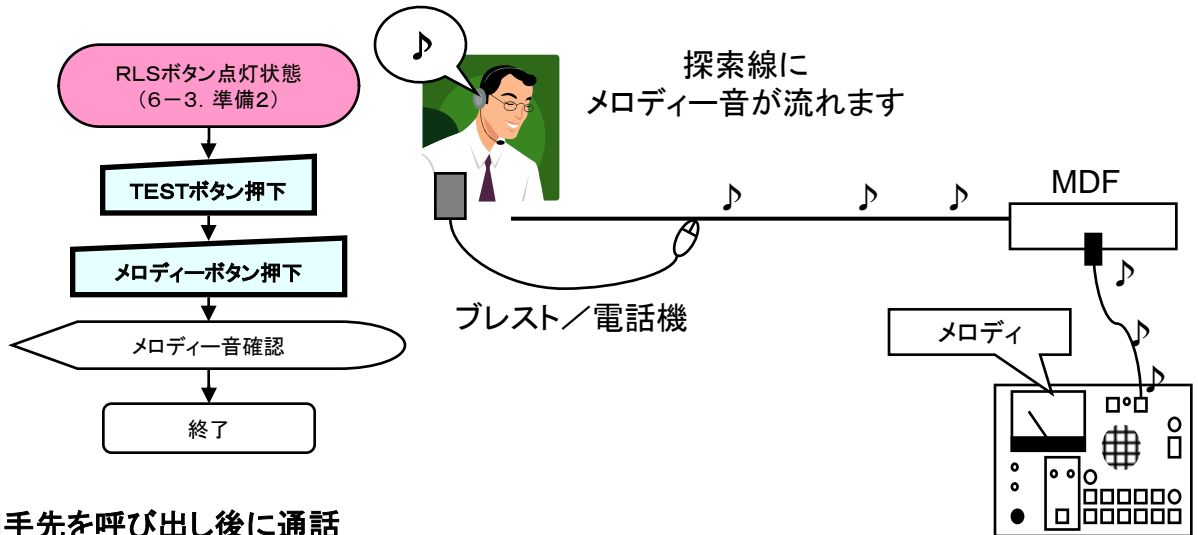 RLSボタン点灯状態
（6－3．準備2）
TESTボタン押下
メロディーボタン押下
メロディー音確認
終了
探索線に
メロディー音が流れます
MDF
ブレスト／電話機
メロディ
手先を呼び出し後に通話